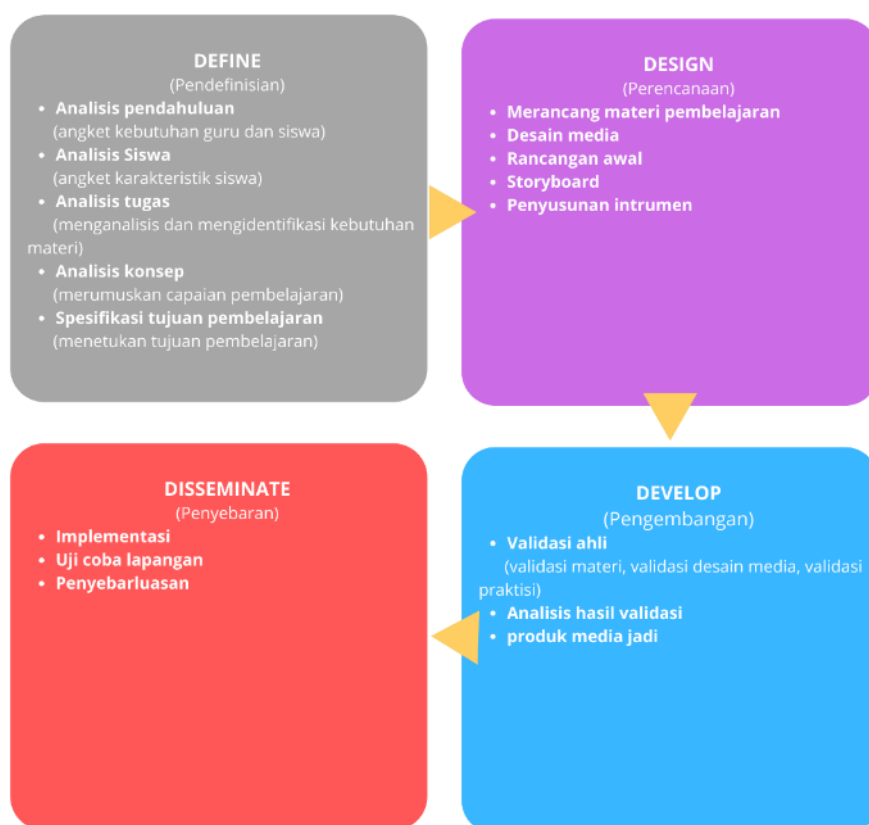 DEFINE
(Pendefinisian)
• Analisis pendahuluan
(angket kebutuhan guru dan siswa)
• Analisis Siswa
(angket karakteristik siswa)
• Analisis tugas
(menganalisis dan mengidentifikasi kebutuhan
materi)
• Analisis konsep
(merumuskan capaian pembelajaran)
• Spesifikasi tujuan pembelajaran
(menetukan tujuan pembelajaran)
DESIGN
(Perencanaan)
• Merancang materi pembelajaran
• Desain media
• Rancangan awal
• Storyboard
• Penyusunan intrumen
DISSEMINATE
(Penyebaran)
• Implementasi
• Uji coba lapangan
• Penyebarluasan
DEVELOP
(Pengembangan)
• Validasi ahli
(validasi materi, validasi desain media, validasi
praktisi)
• Analisis hasil validasi
• produk media jadi